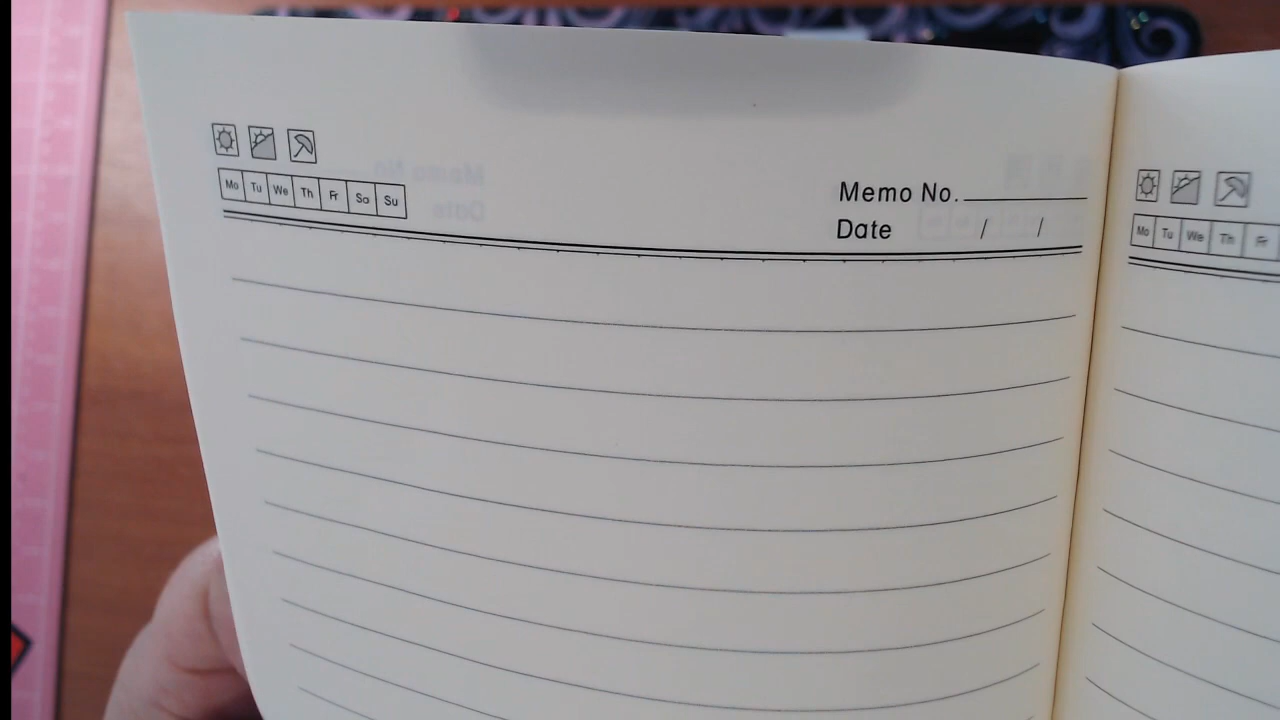 Mo Tu We Th Fr Sa Su
Memo No.
Date / /
Mo Tu We Th Fr